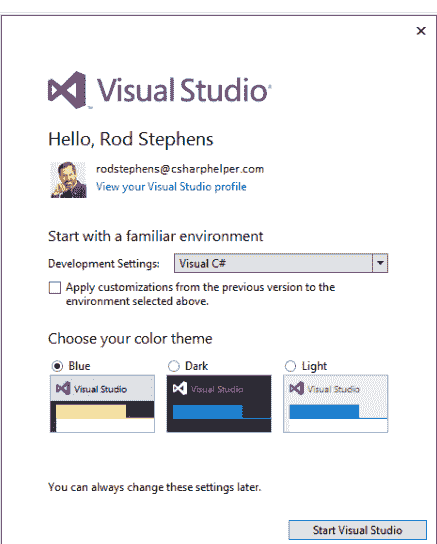 Visual Studio
Hello, Rod Stephens
rodstephens@csharphelper.com
View your Visual Studio profile
Start with a familiar environment
Development Settings: Visual C#
Apply customizations from the previous version to the
environment selected above.
Choose your color theme
Blue Dark Light
Visual Studio Visual Studio Visual Studio
You can always change these settings later.
Start Visual Studio